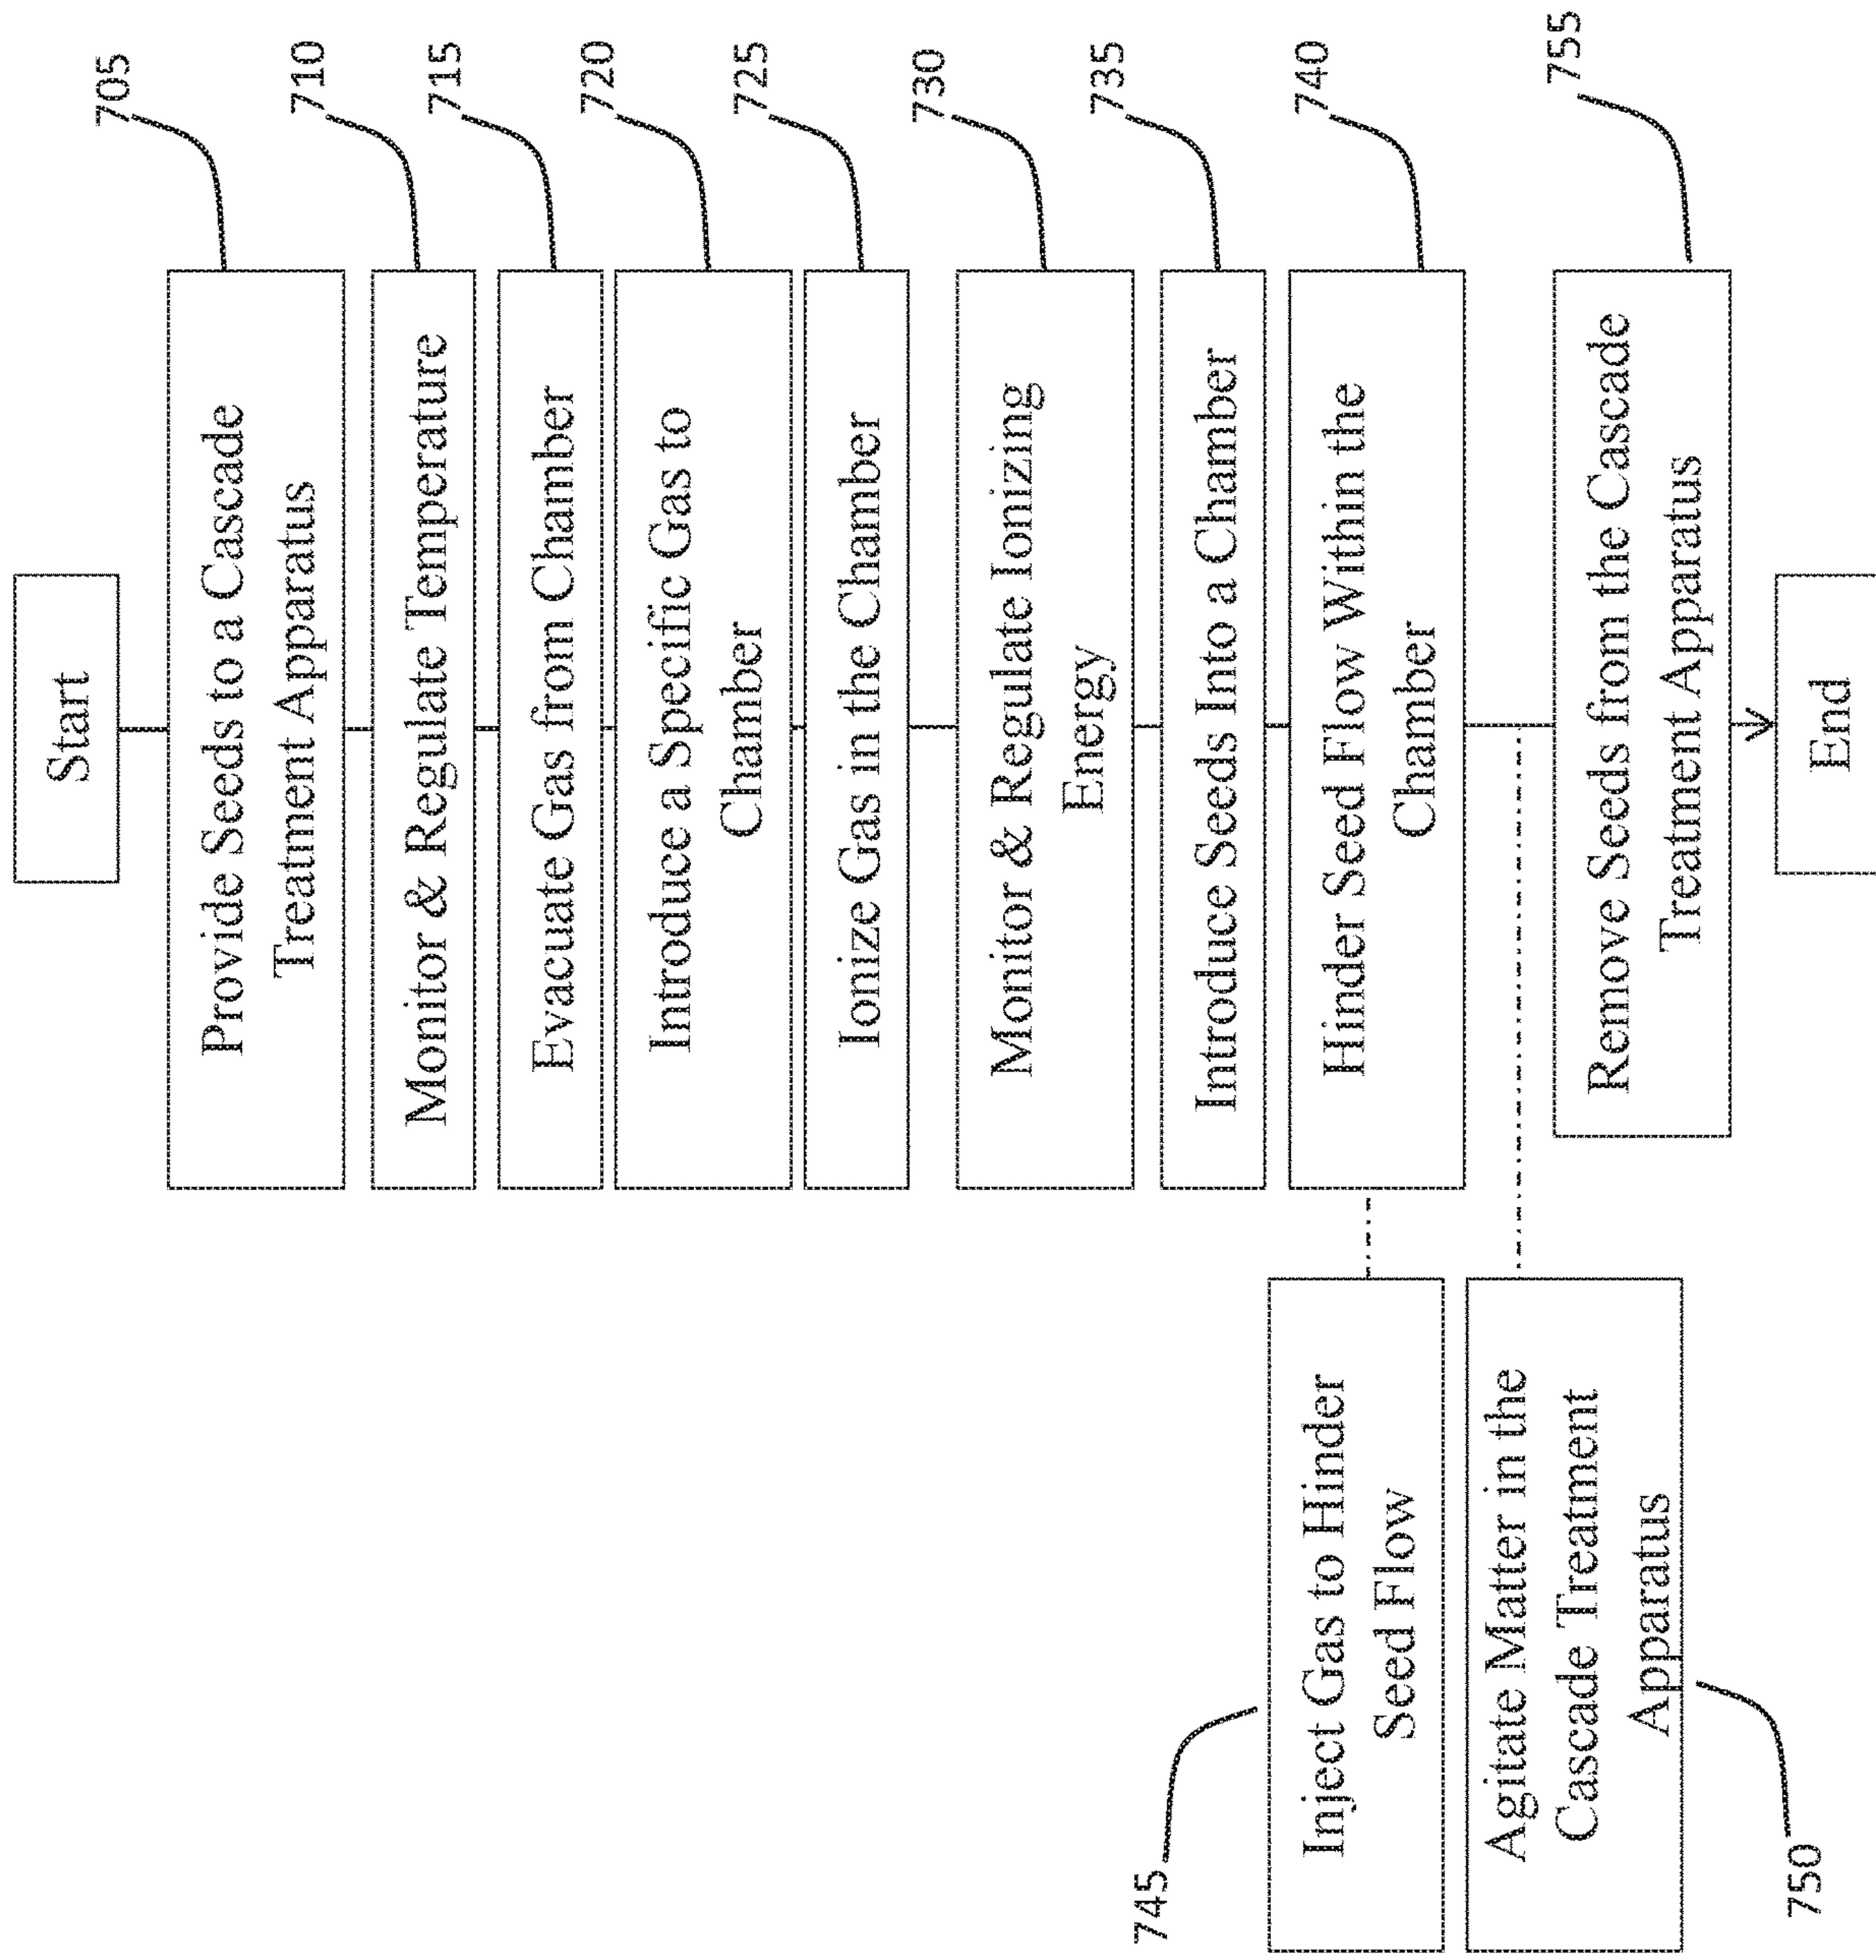 Start
705
Provide Seeds to a Cascade
Treatment Apparatus
710
Monitor & Regulate Temperature
715
Evacuate Gas from Chamber
720
Introduce a Specific Gas to
Chamber
725
Ionize Gas in the Chamber
730
Monitor & Regulate Ionizing
Energy
735
Introduce Seeds Into a Chamber
740
Hinder Seed Flow Within the
Chamber
745
Inject Gas to Hinder
Seed Flow
Agitate Matter in the
Cascade Treatment
Apparatus
750
755
Remove Seeds from the Cascade
Treatment Apparatus
End